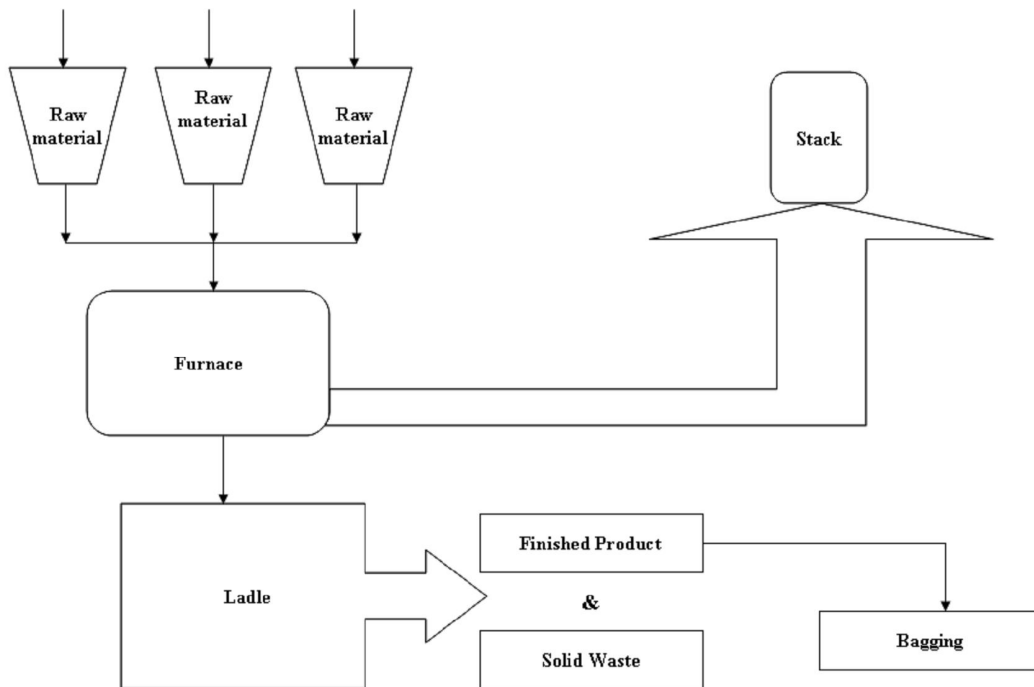 Raw
material
Raw
material
Raw
material
Stack
Furnace
Ladle
Finished Product
&
Solid Waste
Bagging